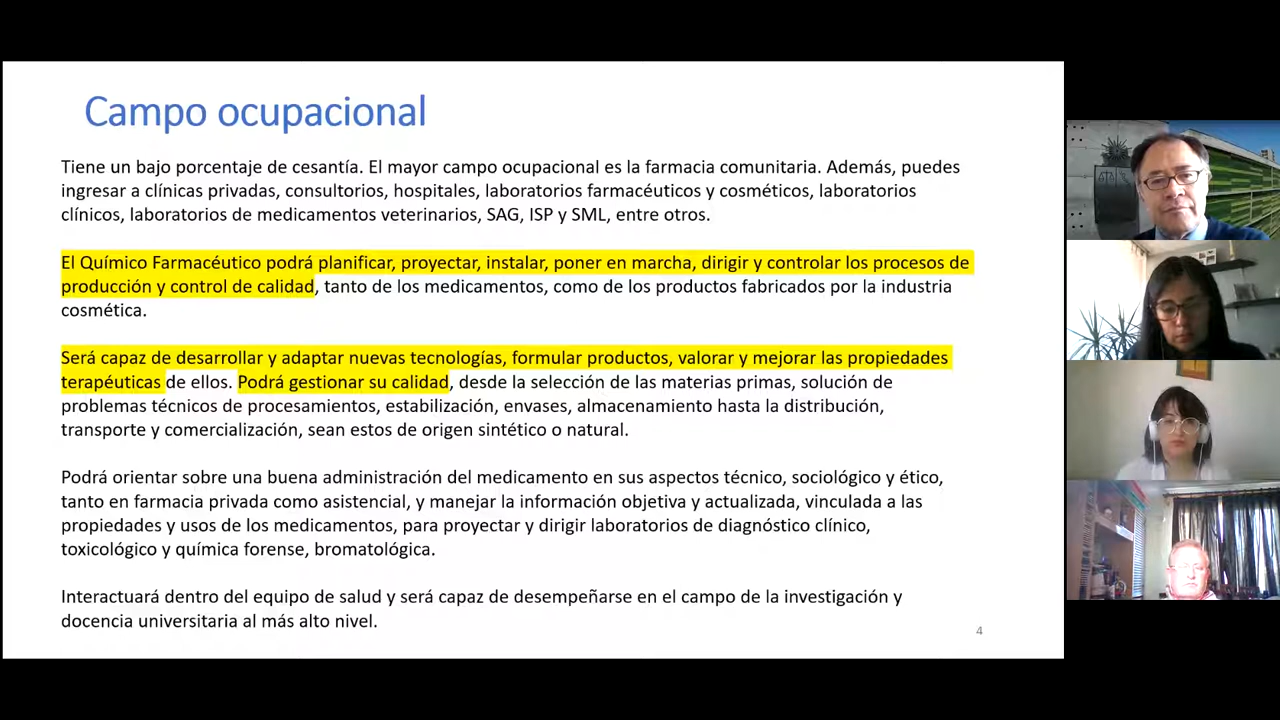 Campo ocupacional
Tiene un bajo porcentaje de cesantía. El mayor campo ocupacional es la farmacia comunitaria. Además, puedes
ingresar a clínicas privadas, consultorios, hospitales, laboratorios farmacéuticos y cosméticos, laboratorios
clínicos, laboratorios de medicamentos veterinarios, SAG, ISP y SML, entre otros.
El Químico Farmacéutico podrá planificar, proyectar, instalar, poner en marcha, dirigir y controlar los procesos de
producción y control de calidad, tanto de los medicamentos, como de los productos fabricados por la industria
cosmética.
Será capaz de desarrollar y adaptar nuevas tecnologías, formular productos, valorar y mejorar las propiedades
terapéuticas de ellos. Podrá gestionar su calidad, desde la selección de las materias primas, solución de
problemas técnicos de procesamientos, estabilización, envases, almacenamiento hasta la distribución,
transporte y comercialización, sean estos de origen sintético o natural.
Podrá orientar sobre una buena administración del medicamento en sus aspectos técnico, sociológico y ético,
tanto en farmacia privada como asistencial, y manejar la información objetiva y actualizada, vinculada a las
propiedades y usos de los medicamentos, para proyectar y dirigir laboratorios de diagnóstico clínico,
toxicológico y química forense, bromatológica.
Interactuará dentro del equipo de salud y será capaz de desempeñarse en el campo de la investigación y
docencia universitaria al más alto nivel.
4